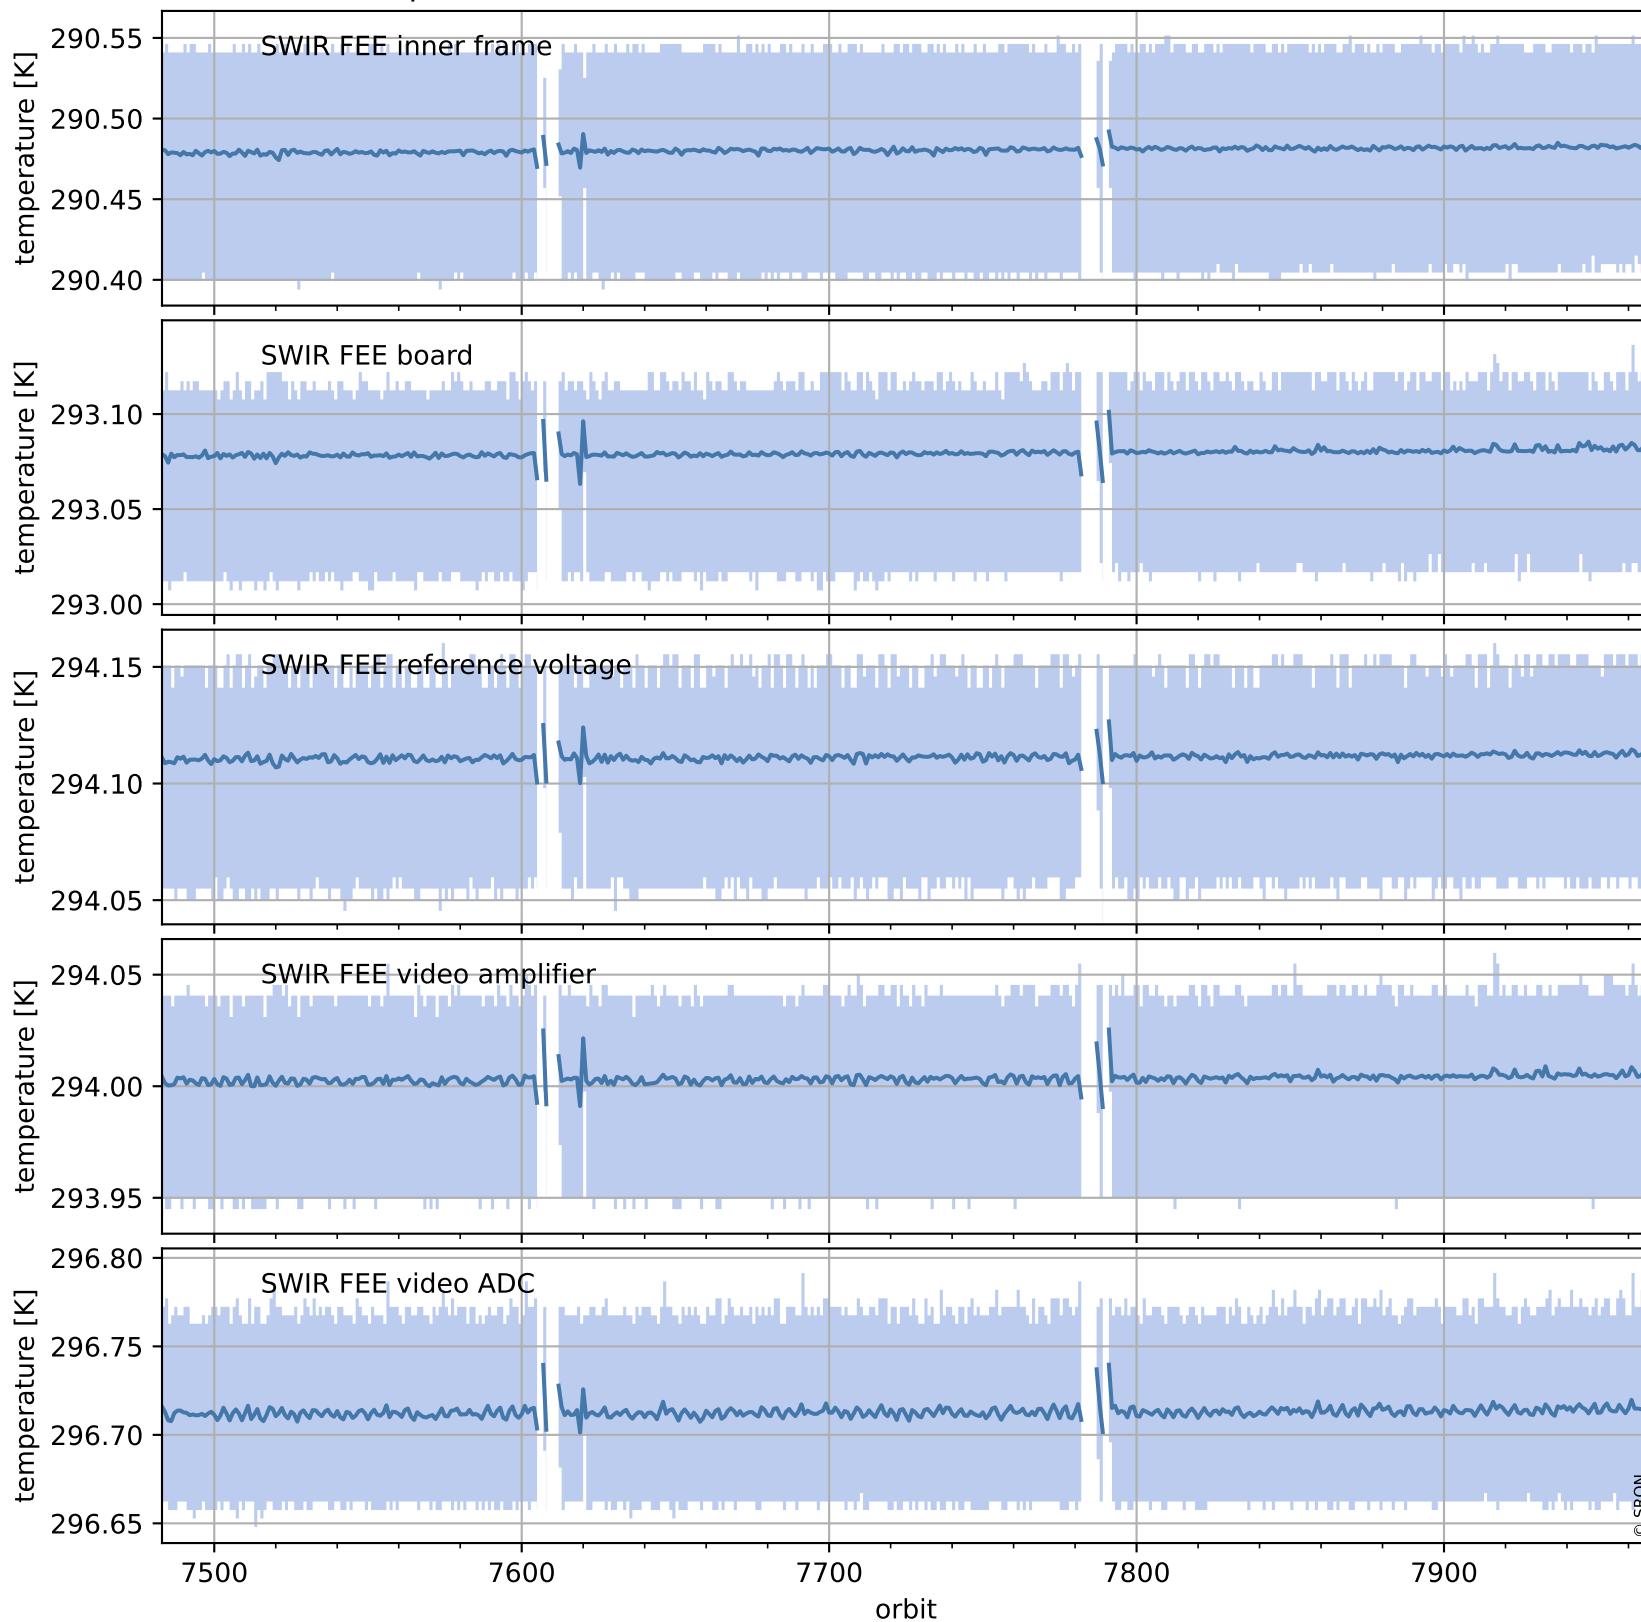 SWIR FEE inner frame
temperature [K]
290.55
290.50
290.45
290.40
SWIR FEE board
temperature [K]
293.10
293.05
293.00
SWIR FEE reference voltage
temperature [K]
294.15
294.10
294.05
SWIR FEE video amplifier
temperature [K]
294.05
294.00
293.95
SWIR FEE video ADC
temperature [K]
296.80
296.75
296.70
296.65
7500 7600 7700 7800 7900
orbit
© SRON